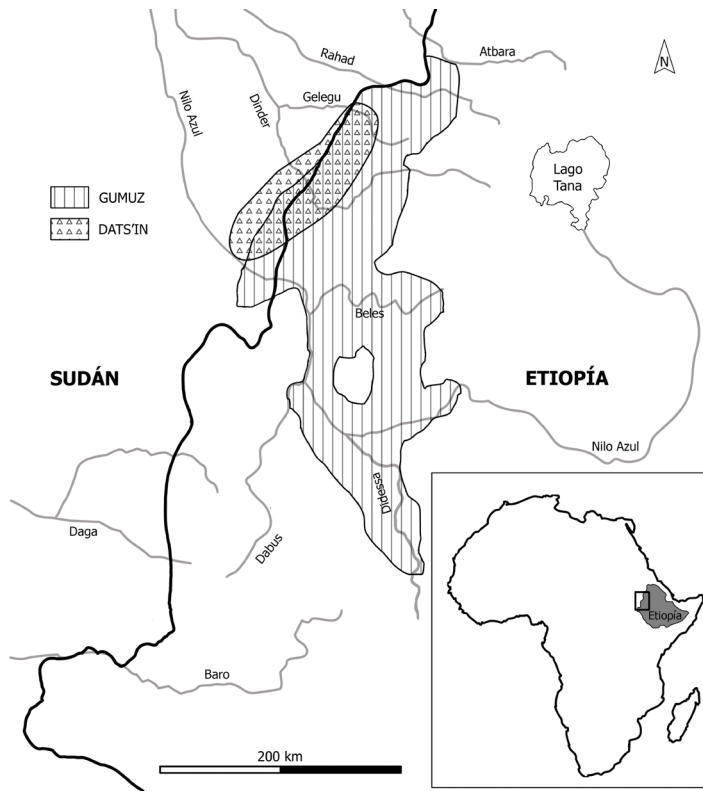 Rahad
Atbara
N
Gelegu
Nilo Azul
Dinder
Lago
Tana
GUMUZ
DATS'IN
Beles
SUDÁN
ETIOPÍA
Nilo Azul
Didessa
Daga
Dabus
Etiopía
Baro
200 km